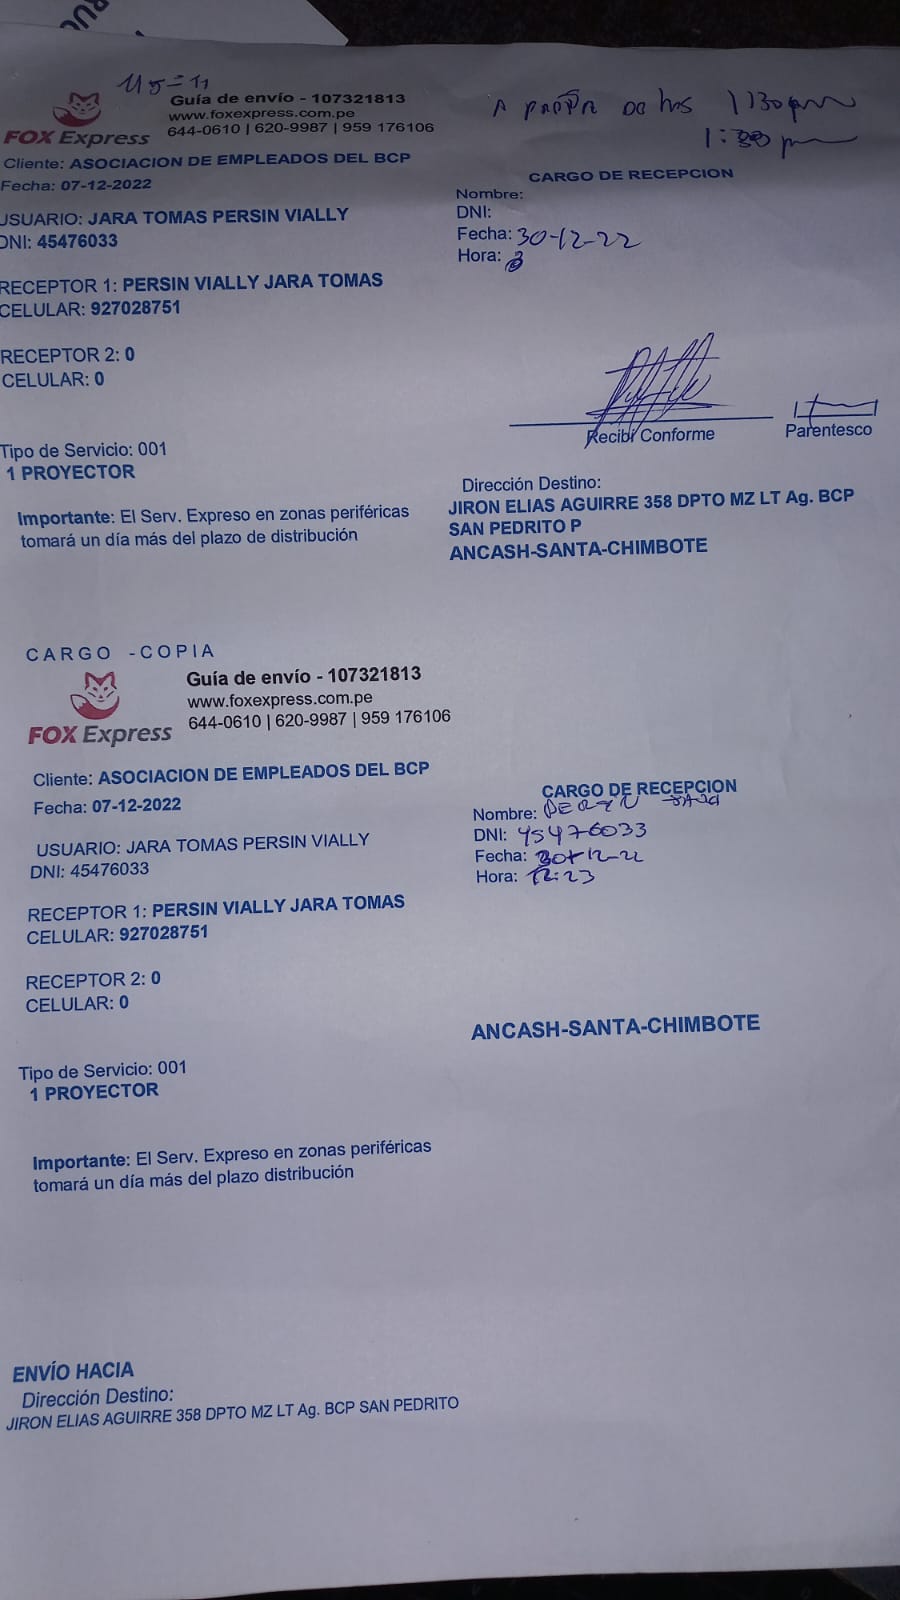 Guía de envío - 107321813
www.foxexpress.com.pe
FOX Express
644-0610 | 620-9987 | 959 176106
Cliente: ASOCIACION DE EMPLEADOS DEL BCP
Fecha: 07-12-2022
USUARIO: JARA TOMAS PERSIN VIALLY
DNI: 45476033
RECEPTOR 1: PERSIN VIALLY JARA TOMAS
CELULAR: 927028751
RECEPTOR 2: 0
CELULAR: 0
Tipo de Servicio: 001
1 PROYECTOR
Importante: El Serv. Expreso en zonas periféricas
tomará un día más del plazo de distribución
A hrs 1130pm
1:30 pm
CARGO DE RECEPCION
Nombre:
DNI:
Fecha: 30-12-22
Hora:
Recibí Conforme
Parentesco
Dirección Destino:
JIRON ELIAS AGUIRRE 358 DPTO MZ LT Ag. BCP
SAN PEDRITO P
ANCASH-SANTA-CHIMBOTE
CARGO -COPIA
Guía de envío - 107321813
www.foxexpress.com.pe
FOX Express
644-0610 | 620-9987 | 959 176106
Cliente: ASOCIACION DE EMPLEADOS DEL BCP
Fecha: 07-12-2022
USUARIO: JARA TOMAS PERSIN VIALLY
DNI: 45476033
RECEPTOR 1: PERSIN VIALLY JARA TOMAS
CELULAR: 927028751
RECEPTOR 2: 0
CELULAR: 0
Tipo de Servicio: 001
1 PROYECTOR
Importante: El Serv. Expreso en zonas periféricas
tomará un día más del plazo distribución
CARGO DE RECEPCION
Nombre:
DNI: 45476033
Fecha: 30-12-22
Hora: 12:23
ANCASH-SANTA-CHIMBOTE
ENVÍO HACIA
Dirección Destino:
JIRON ELIAS AGUIRRE 358 DPTO MZ LT Ag. BCP SAN PEDRITO